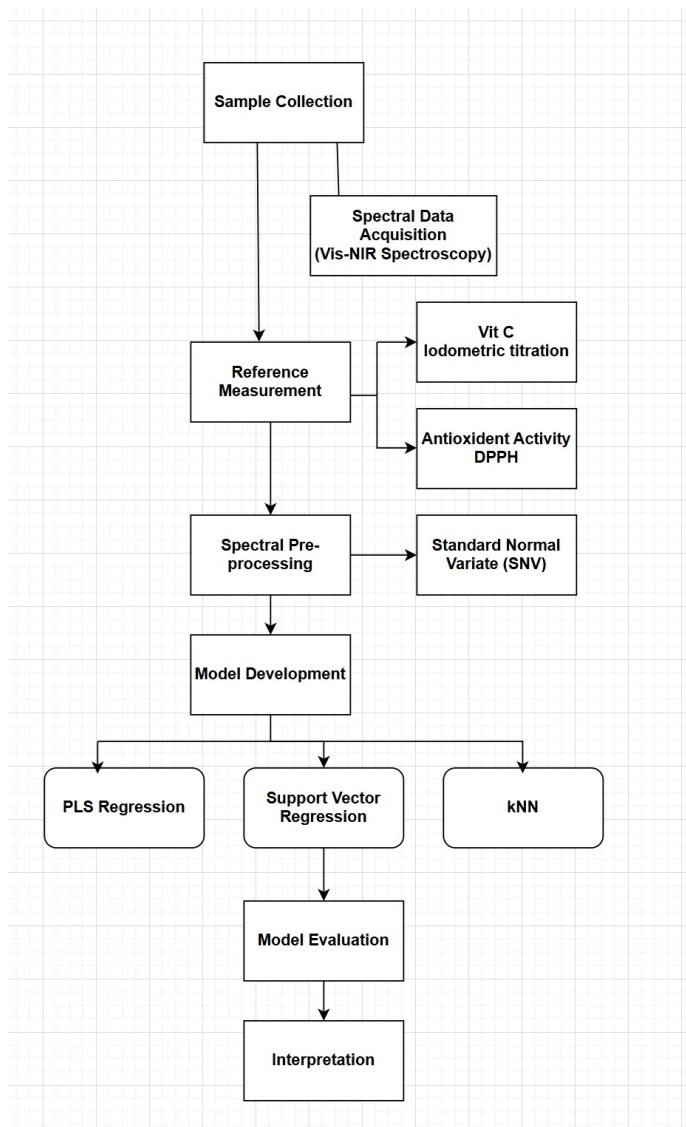 Sample Collection
Spectral Data
Acquisition
(Vis-NIR Spectroscopy)
Vit C
Iodometric titration
Reference
Measurement
Antioxident Activity
DPPH
Spectral Pre-
processing
Standard Normal
Variate (SNV)
Model Development
PLS Regression
Support Vector
Regression
kNN
Model Evaluation
Interpretation